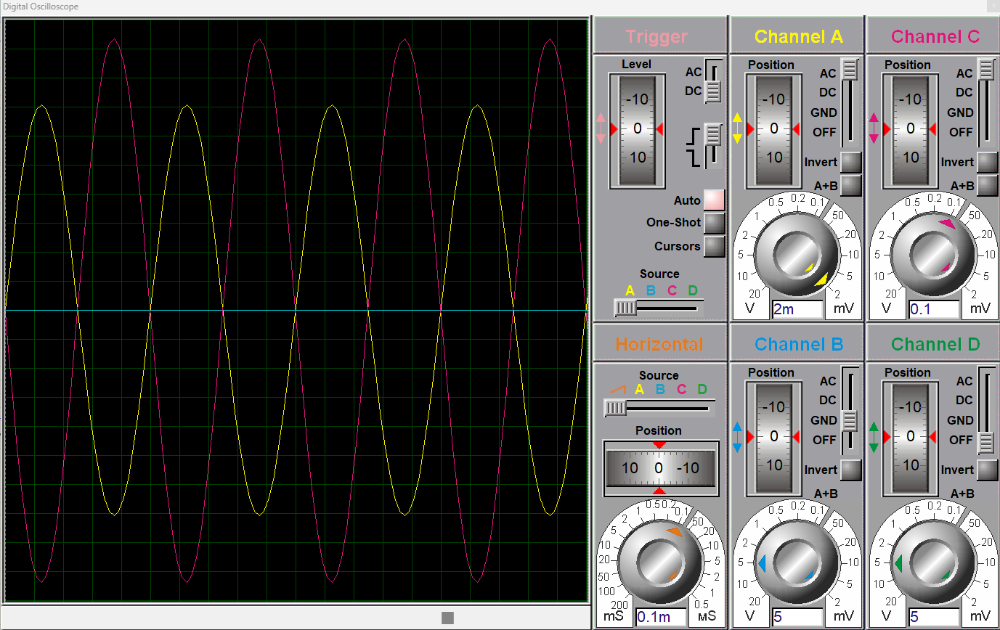 Digital Oscilloscope
Trigger
Level
AC
DC
-10
0
10
Auto
One-Shot
Cursors
Source
A B C D
Channel A
Position
AC
DC
GND
OFF
-10
0
10
Invert
A+B
20 10 5 2 1 0.5 0.2 0.1 50 20 10 5 2
V 2m mV
Channel C
Position
AC
DC
GND
OFF
-10
0
10
Invert
A+B
20 10 5 2 1 0.5 0.2 0.1 50 20 10 5 2
V 0.1 mV
Horizontal
Source
A B C D
Position
10 0 -10
200 100 50 20 10 5 2 1 0.5 0.2 0.1 50 20 10 5 2 1 0.5
mS 0.1m мS
Channel B
Position
AC
DC
GND
OFF
-10
0
10
Invert
A+B
20 10 5 2 1 0.5 0.2 0.1 50 20 10 5 2
V 5 mV
Channel D
Position
AC
DC
GND
OFF
-10
0
10
Invert
A+B
20 10 5 2 1 0.5 0.2 0.1 50 20 10 5 2
V 5 mV